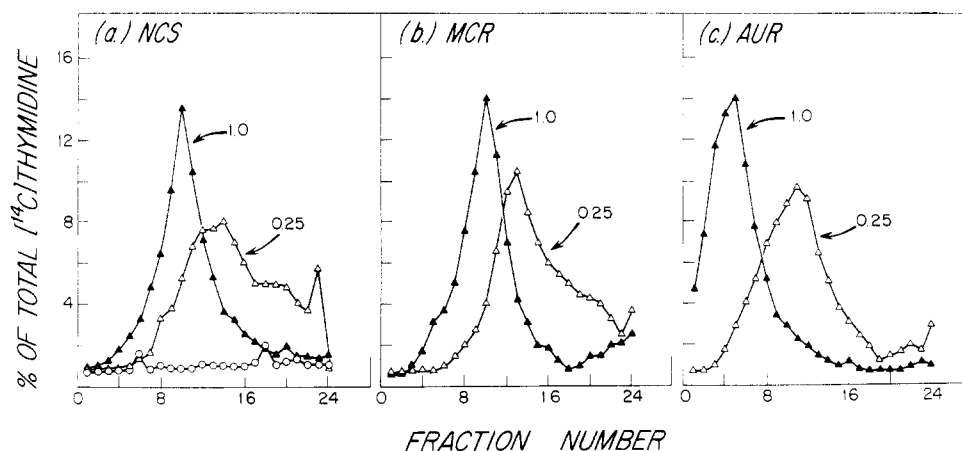 (a.) NCS
(b.) MCR
(c.) AUR
% OF TOTAL [¹⁴C]THYMIDINE
16
12
8
4
1.0
0.25
1.0
0.25
1.0
0.25
0 8 16 24
0 8 16 24
0 8 16 24
FRACTION NUMBER